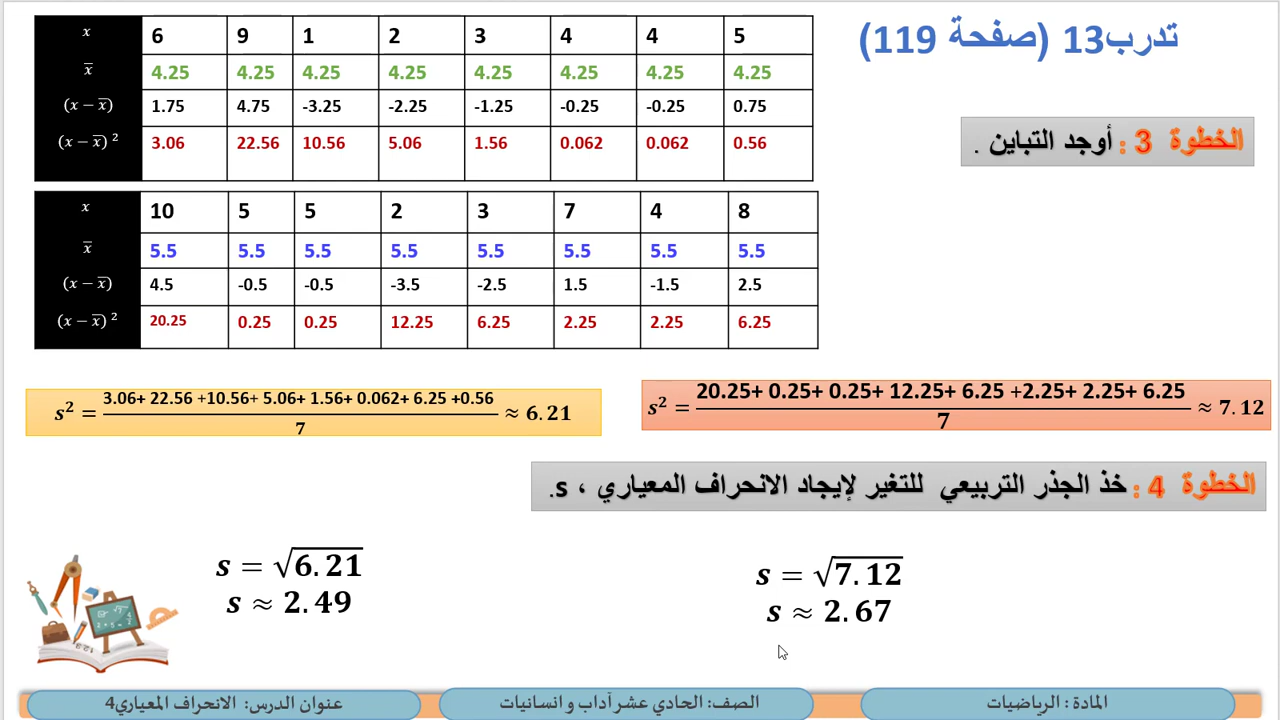 تدرب13 (صفحة 119)
x 6 9 1 2 3 4 4 5
x̅ 4.25 4.25 4.25 4.25 4.25 4.25 4.25 4.25
(x − x̅) 1.75 4.75 -3.25 -2.25 -1.25 -0.25 -0.25 0.75
(x − x̅) ² 3.06 22.56 10.56 5.06 1.56 0.062 0.062 0.56
الخطوة 3 : أوجد التباين .
x 10 5 5 2 3 7 4 8
x̅ 5.5 5.5 5.5 5.5 5.5 5.5 5.5 5.5
(x − x̅) 4.5 -0.5 -0.5 -3.5 -2.5 1.5 -1.5 2.5
(x − x̅) ² 20.25 0.25 0.25 12.25 6.25 2.25 2.25 6.25
s² = (3.06+ 22.56 +10.56+ 5.06+ 1.56+ 0.062+ 6.25 +0.56) / 7 ≈ 6.21
s² = (20.25+ 0.25+ 0.25+ 12.25+ 6.25 +2.25+ 2.25+ 6.25) / 7 ≈ 7.12
الخطوة 4 : خذ الجذر التربيعي للتغير لإيجاد الانحراف المعياري ، s.
s = √6.21
s ≈ 2.49
s = √7.12
s ≈ 2.67
المادة : الرياضيات
الصف: الحادي عشر آداب و انسانيات
عنوان الدرس: الانحراف المعياري4